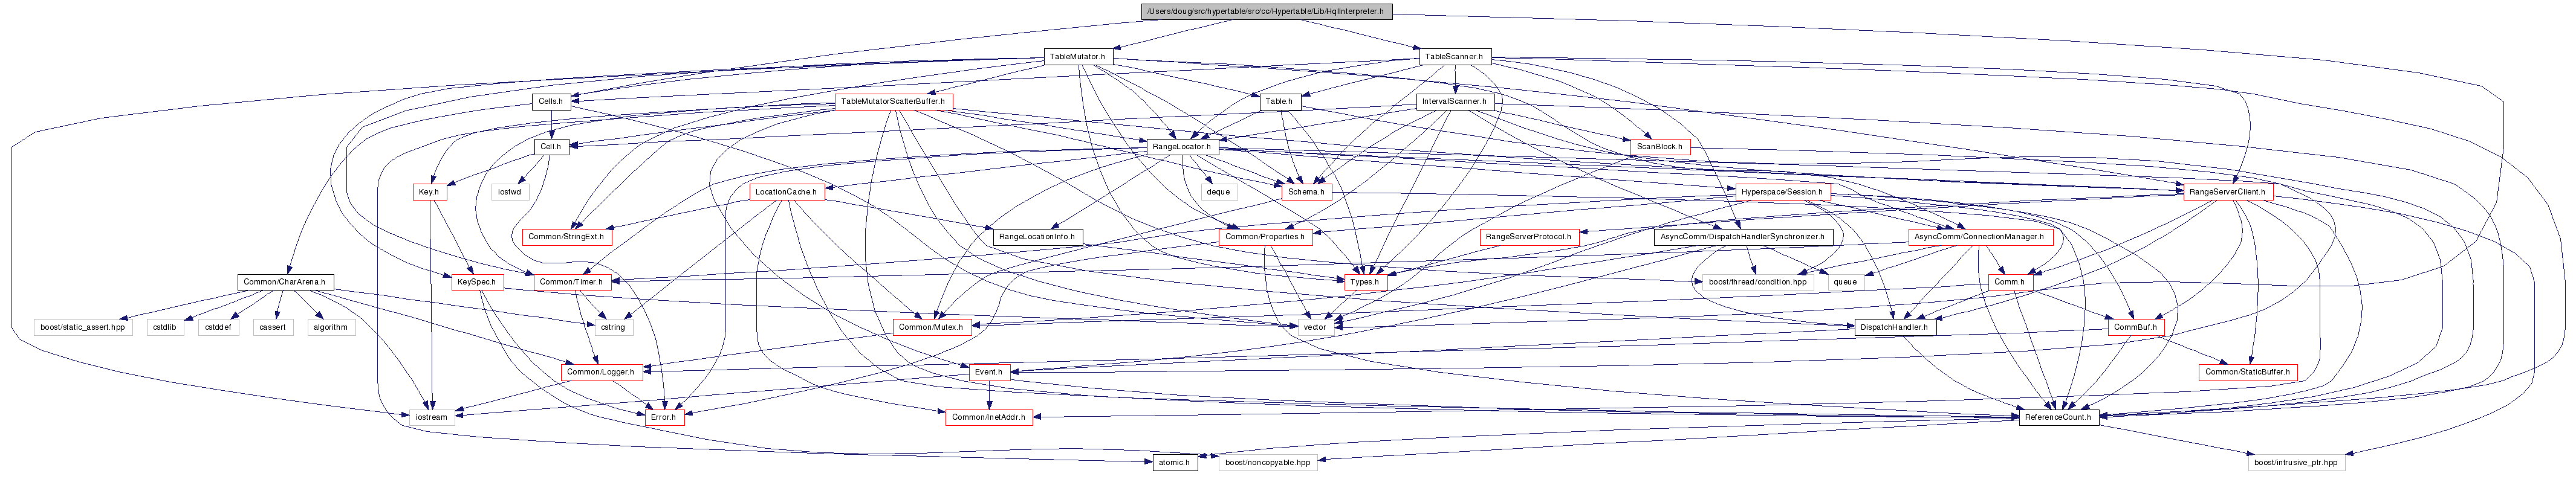 /Users/doug/src/hypertable/src/cc/Hypertable/Lib/HqlInterpreter.h
TableMutator.h
TableScanner.h
Cells.h
TableMutatorScatterBuffer.h
Table.h
IntervalScanner.h
Cell.h
RangeLocator.h
ScanBlock.h
Key.h
iosfwd
LocationCache.h
deque
Schema.h
Hyperspace/Session.h
RangeServerClient.h
Common/StringExt.h
RangeLocationInfo.h
Common/Properties.h
RangeServerProtocol.h
AsyncComm/DispatchHandlerSynchronizer.h
AsyncComm/ConnectionManager.h
Common/CharArena.h
KeySpec.h
Common/Timer.h
Types.h
boost/thread/condition.hpp
queue
Comm.h
boost/static_assert.hpp
cstdlib
cstddef
cassert
algorithm
cstring
Common/Mutex.h
vector
DispatchHandler.h
CommBuf.h
Common/Logger.h
Event.h
Common/StaticBuffer.h
iostream
Error.h
Common/InetAddr.h
ReferenceCount.h
atomic.h
boost/noncopyable.hpp
boost/intrusive_ptr.hpp